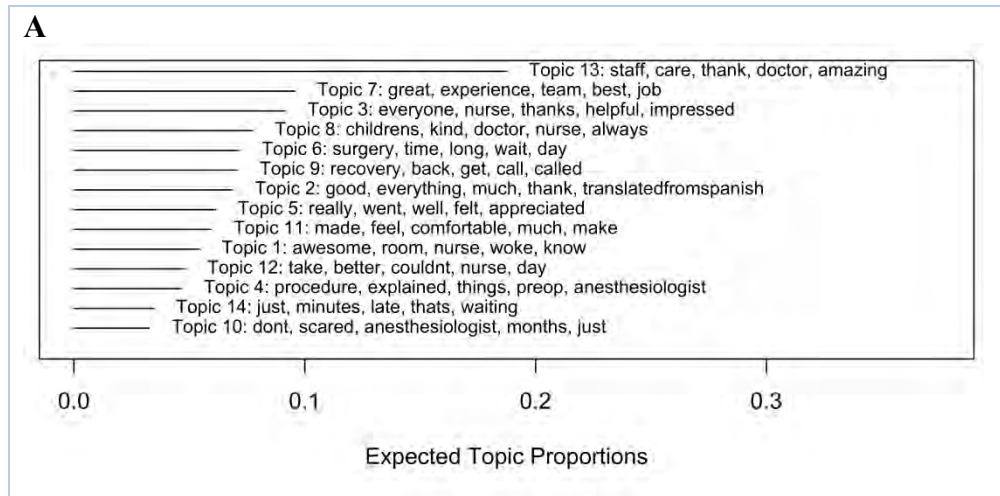 A
Topic 13: staff, care, thank, doctor, amazing
Topic 7: great, experience, team, best, job
Topic 3: everyone, nurse, thanks, helpful, impressed
Topic 8: childrens, kind, doctor, nurse, always
Topic 6: surgery, time, long, wait, day
Topic 9: recovery, back, get, call, called
Topic 2: good, everything, much, thank, translatedfromspanish
Topic 5: really, went, well, felt, appreciated
Topic 11: made, feel, comfortable, much, make
Topic 1: awesome, room, nurse, woke, know
Topic 12: take, better, couldnt, nurse, day
Topic 4: procedure, explained, things, preop, anesthesiologist
Topic 14: just, minutes, late, thats, waiting
Topic 10: dont, scared, anesthesiologist, months, just
0.0 0.1 0.2 0.3
Expected Topic Proportions